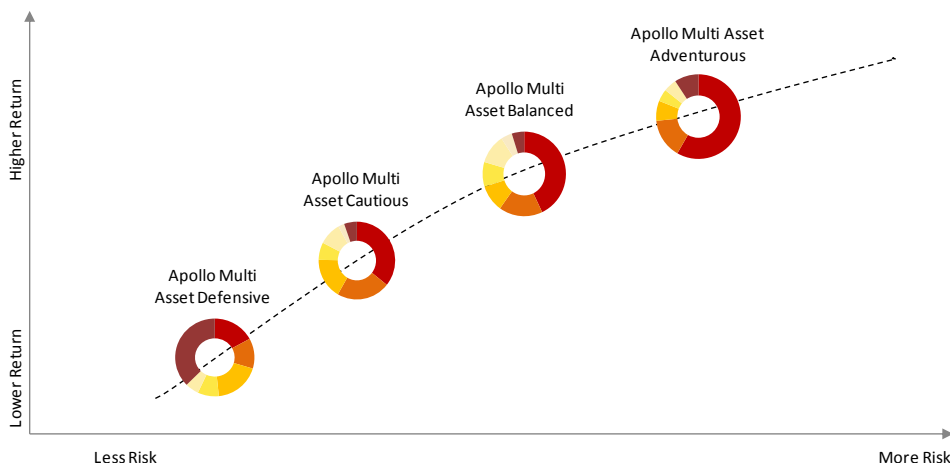 Apollo Multi Asset
Adventurous
Apollo Multi
Asset Balanced
Apollo Multi
Asset Cautious
Apollo Multi
Asset Defensive
Higher Return
Lower Return
Less Risk
More Risk